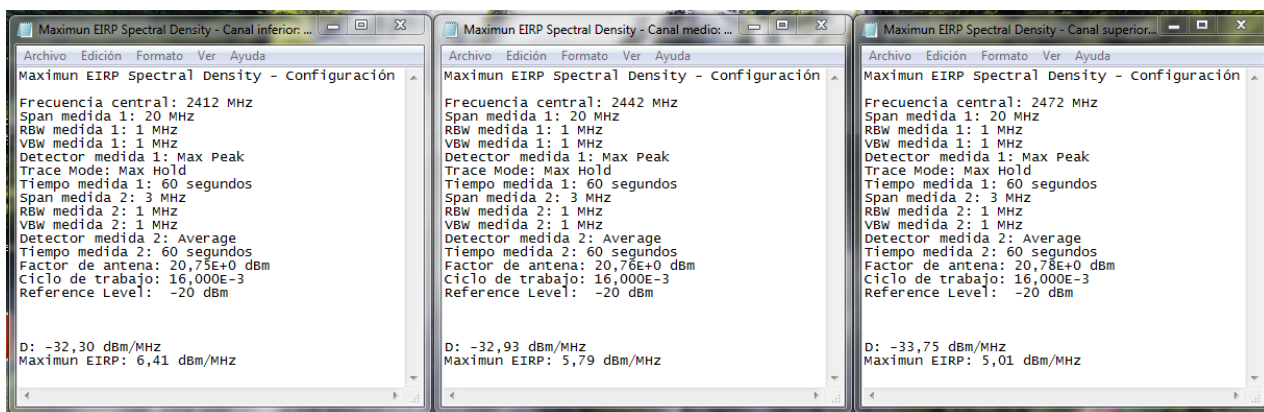 Maximun EIRP Spectral Density - Canal inferior: ...
Archivo Edición Formato Ver Ayuda
Maximun EIRP Spectral Density - Configuración
Frecuencia central: 2412 MHz
Span medida 1: 20 MHz
RBW medida 1: 1 MHz
VBW medida 1: 1 MHz
Detector medida 1: Max Peak
Trace Mode: Max Hold
Tiempo medida 1: 60 segundos
Span medida 2: 3 MHz
RBW medida 2: 1 MHz
VBW medida 2: 1 MHz
Detector medida 2: Average
Tiempo medida 2: 60 segundos
Factor de antena: 20,75E+0 dBm
Ciclo de trabajo: 16,000E-3
Reference Level: -20 dBm
D: -32,30 dBm/MHz
Maximun EIRP: 6,41 dBm/MHz
Maximun EIRP Spectral Density - Canal medio: ...
Archivo Edición Formato Ver Ayuda
Maximun EIRP Spectral Density - Configuración
Frecuencia central: 2442 MHz
Span medida 1: 20 MHz
RBW medida 1: 1 MHz
VBW medida 1: 1 MHz
Detector medida 1: Max Peak
Trace Mode: Max Hold
Tiempo medida 1: 60 segundos
Span medida 2: 3 MHz
RBW medida 2: 1 MHz
VBW medida 2: 1 MHz
Detector medida 2: Average
Tiempo medida 2: 60 segundos
Factor de antena: 20,76E+0 dBm
Ciclo de trabajo: 16,000E-3
Reference Level: -20 dBm
D: -32,93 dBm/MHz
Maximun EIRP: 5,79 dBm/MHz
Maximun EIRP Spectral Density - Canal superior...
Archivo Edición Formato Ver Ayuda
Maximun EIRP Spectral Density - Configuración
Frecuencia central: 2472 MHz
Span medida 1: 20 MHz
RBW medida 1: 1 MHz
VBW medida 1: 1 MHz
Detector medida 1: Max Peak
Trace Mode: Max Hold
Tiempo medida 1: 60 segundos
Span medida 2: 3 MHz
RBW medida 2: 1 MHz
VBW medida 2: 1 MHz
Detector medida 2: Average
Tiempo medida 2: 60 segundos
Factor de antena: 20,78E+0 dBm
Ciclo de trabajo: 16,000E-3
Reference Level: -20 dBm
D: -33,75 dBm/MHz
Maximun EIRP: 5,01 dBm/MHz